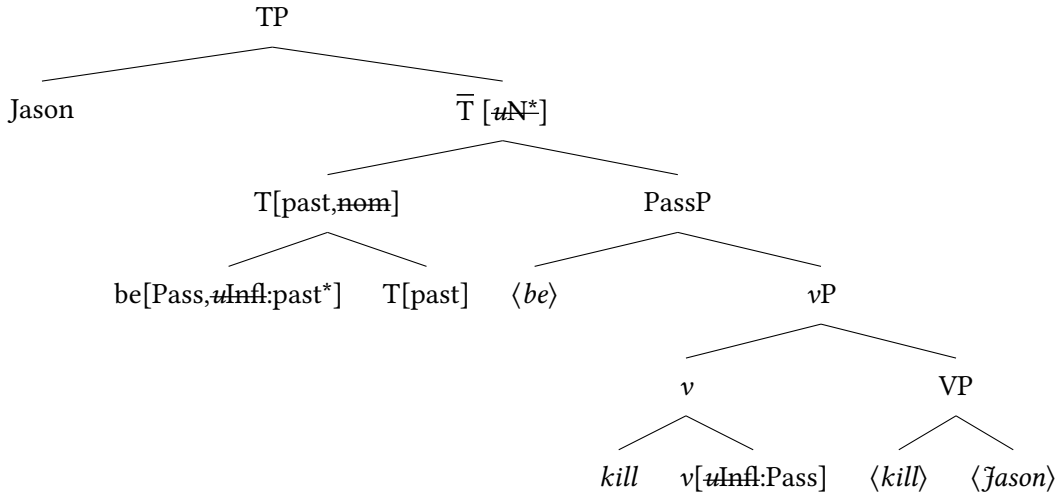 TP
Jason T̅ [uN*]
T[past,nom] PassP
be[Pass,uInfl:past*] T[past] ⟨be⟩ vP
v VP
kill v[uInfl:Pass] ⟨kill⟩ ⟨Jason⟩